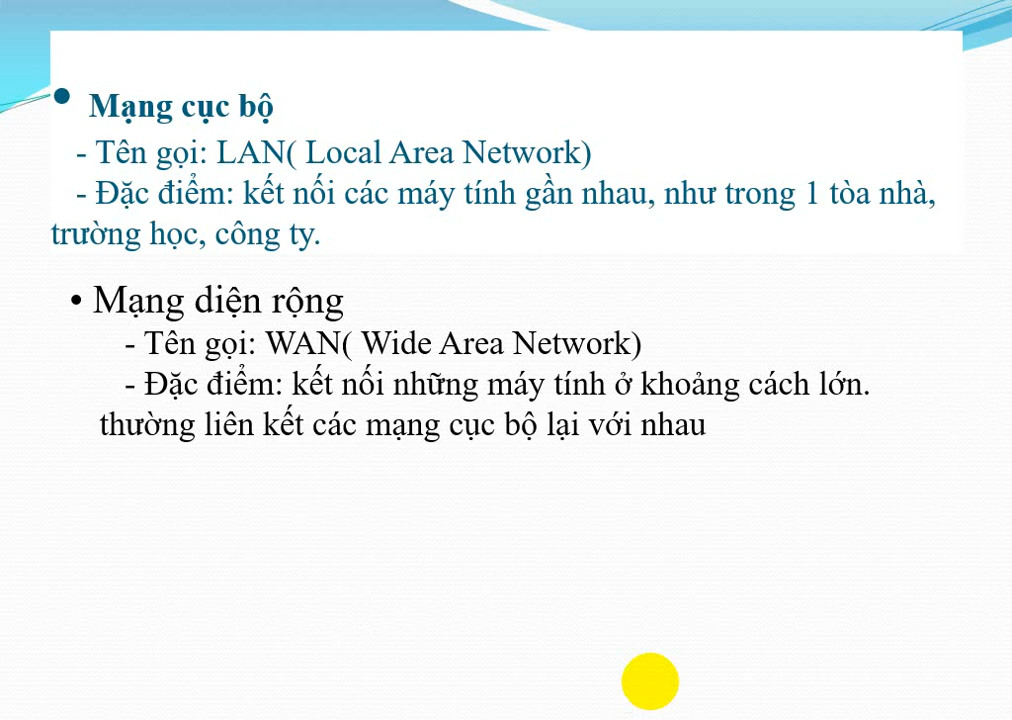 • Mạng cục bộ
- Tên gọi: LAN( Local Area Network)
- Đặc điểm: kết nối các máy tính gần nhau, như trong 1 tòa nhà,
trường học, công ty.
• Mạng diện rộng
- Tên gọi: WAN( Wide Area Network)
- Đặc điểm: kết nối những máy tính ở khoảng cách lớn.
thường liên kết các mạng cục bộ lại với nhau